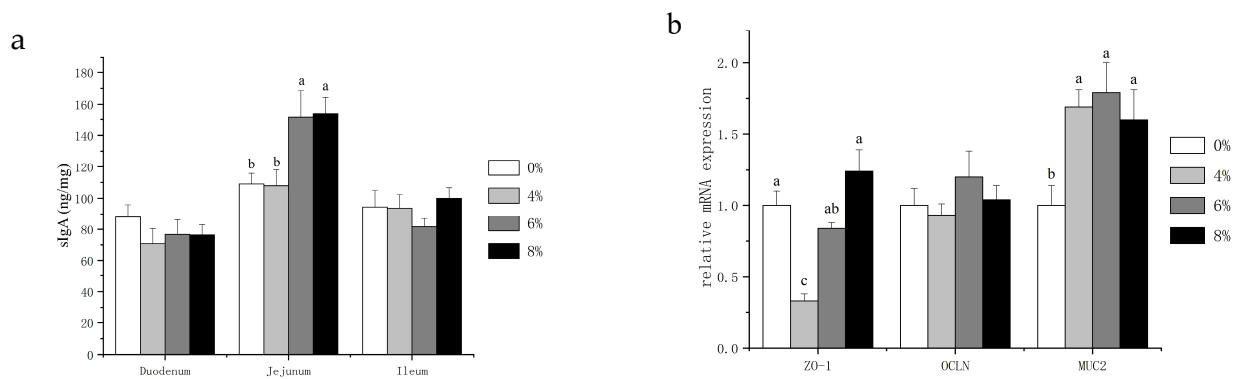 a
sIgA (ng/mg)
180
160
140
120
100
80
60
40
20
0
b b a a
Duodenum Jejunum Ileum
0%
4%
6%
8%
b
relative mRNA expression
2.0
1.5
1.0
0.5
0.0
a c ab a
b a a a
ZO-1 OCLN MUC2
0%
4%
6%
8%